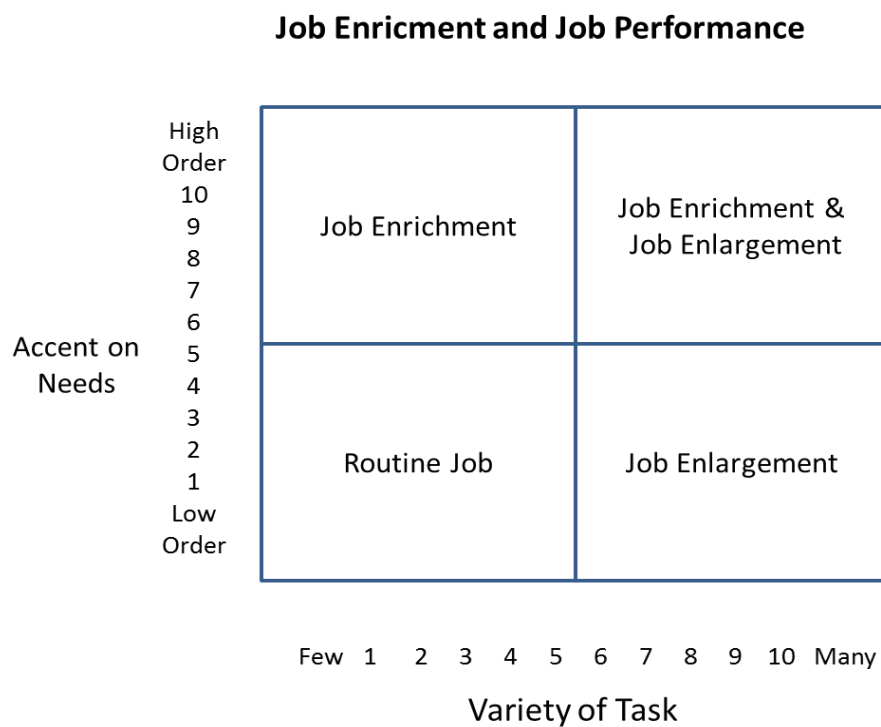 Job Enricment and Job Performance
High
Order
10
9
8
7
6
5
4
3
2
1
Low
Order
Accent on
Needs
Job Enrichment
Job Enrichment &
Job Enlargement
Routine Job
Job Enlargement
Few 1 2 3 4 5 6 7 8 9 10 Many
Variety of Task